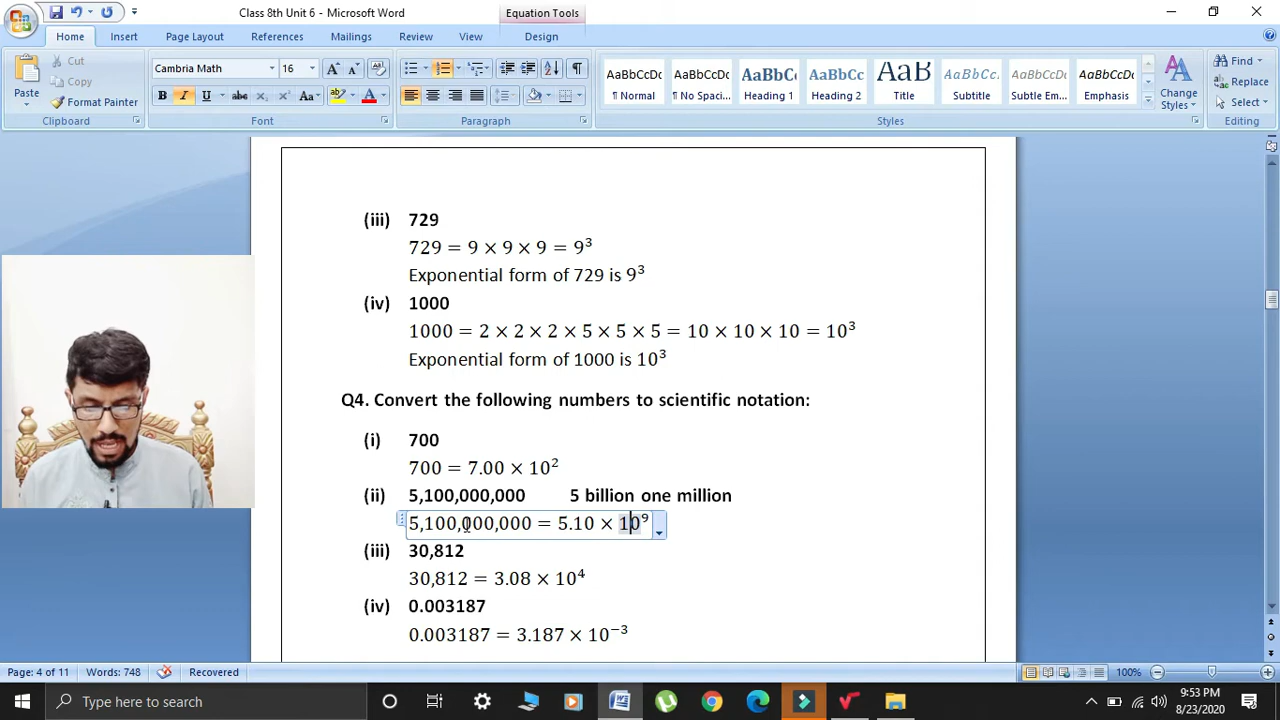 Class 8th Unit 6 - Microsoft Word
Equation Tools
Home Insert Page Layout References Mailings Review View Design
Paste
Cut
Copy
Format Painter
Clipboard
Cambria Math 16
Font
Paragraph
AaBbCcDc ¶ Normal
AaBbCcDc ¶ No Spaci...
AaBbCc Heading 1
AaBbCc Heading 2
AaB Title
AaBbCcDc Subtitle
AaBbCcDc Subtle Em...
AaBbCcDc Emphasis
Change Styles
Styles
Find
Replace
Select
Editing
(iii) 729
729 = 9 × 9 × 9 = 9³
Exponential form of 729 is 9³
(iv) 1000
1000 = 2 × 2 × 2 × 5 × 5 × 5 = 10 × 10 × 10 = 10³
Exponential form of 1000 is 10³
Q4. Convert the following numbers to scientific notation:
(i) 700
700 = 7.00 × 10²
(ii) 5,100,000,000 5 billion one million
5,100,000,000 = 5.10 × 10⁹
(iii) 30,812
30,812 = 3.08 × 10⁴
(iv) 0.003187
0.003187 = 3.187 × 10⁻³
Page: 4 of 11 Words: 748 Recovered 100%
Type here to search
9:53 PM
8/23/2020